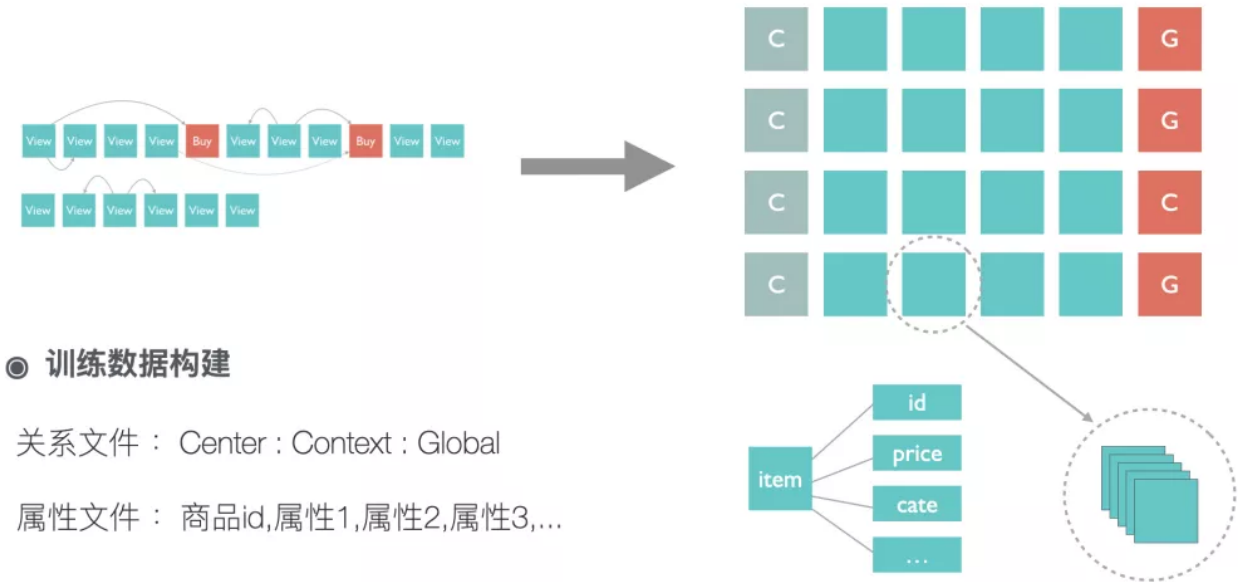 View View View View Buy View View View Buy View View
View View View View View View
◉ 训练数据构建
关系文件： Center : Context : Global
属性文件： 商品id,属性1,属性2,属性3,...
C G
C G
C C
C G
item
id
price
cate
...